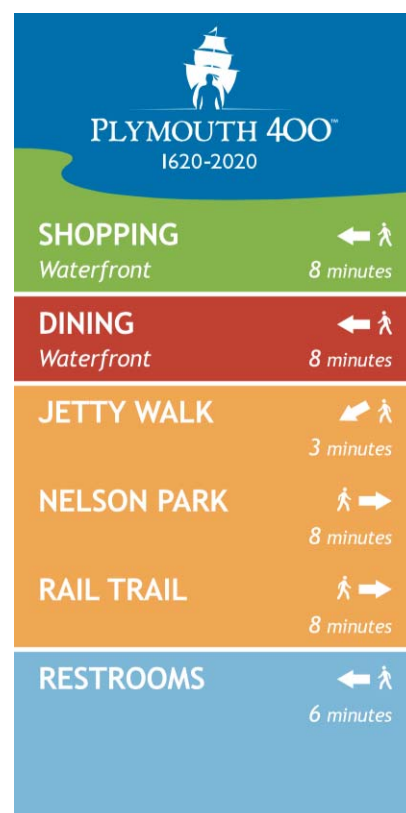 PLYMOUTH 400™
1620-2020
SHOPPING
Waterfront 8 minutes
DINING
Waterfront 8 minutes
JETTY WALK
3 minutes
NELSON PARK
8 minutes
RAIL TRAIL
8 minutes
RESTROOMS
6 minutes